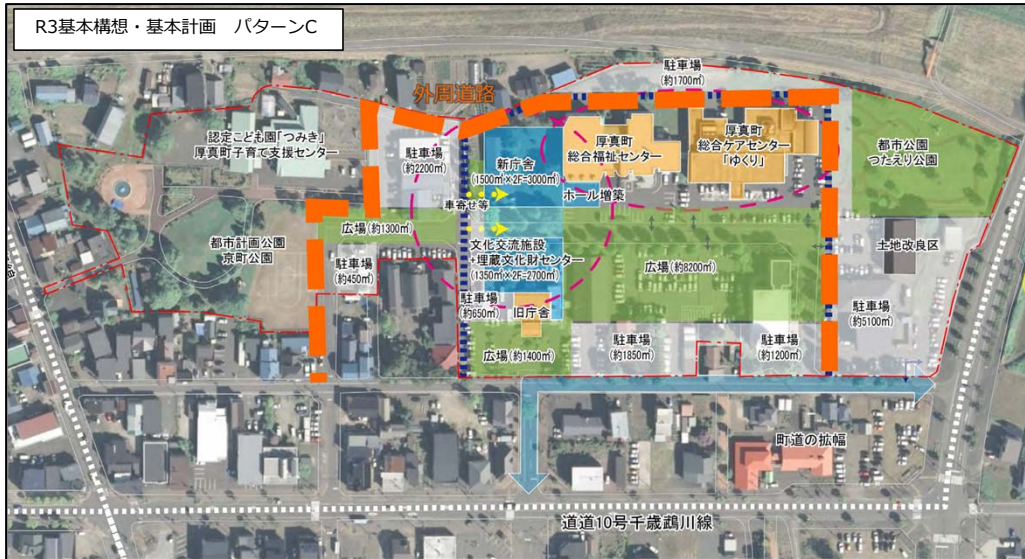 R3基本構想・基本計画 パターンC
外周道路
駐車場
(約1700㎡)
認定こども園「つみき」
厚真町子育て支援センター
駐車場
(約2200㎡)
新庁舎
(1500㎡×2F=3000㎡)
厚真町
総合福祉センター
厚真町
総合ケアセンター
「ゆくり」
都市公園
つたえり公園
車寄せ等
ホール増築
広場(約1300㎡)
都市計画公園
京町公園
文化交流施設
+埋蔵文化財センター
(1350㎡×2F=2700㎡)
広場(約8200㎡)
土地改良区
駐車場
(約450㎡)
駐車場
(約650㎡)
旧庁舎
駐車場
(約5100㎡)
広場(約1400㎡)
駐車場
(約1850㎡)
駐車場
(約1200㎡)
町道の拡幅
道道10号千歳鵡川線